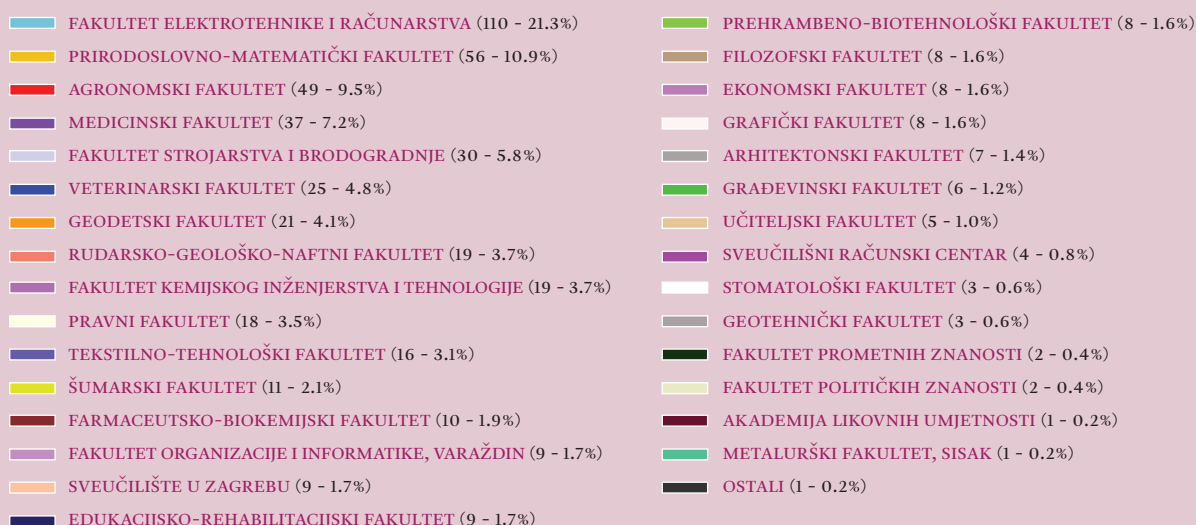 FAKULTET ELEKTROTEHNIKE I RAČUNARSTVA (110 - 21.3%)
PRIRODOSLOVNO-MATEMATIČKI FAKULTET (56 - 10.9%)
AGRONOMSKI FAKULTET (49 - 9.5%)
MEDICINSKI FAKULTET (37 - 7.2%)
FAKULTET STROJARSTVA I BRODOGRADNJE (30 - 5.8%)
VETERINARSKI FAKULTET (25 - 4.8%)
GEODETSKI FAKULTET (21 - 4.1%)
RUDARSKO-GEOLOŠKO-NAFTNI FAKULTET (19 - 3.7%)
FAKULTET KEMIJSKOG INŽENJERSTVA I TEHNOLOGIJE (19 - 3.7%)
PRAVNI FAKULTET (18 - 3.5%)
TEKSTILNO-TEHNOLOŠKI FAKULTET (16 - 3.1%)
ŠUMARSKI FAKULTET (11 - 2.1%)
FARMACEUTSKO-BIOKEMIJSKI FAKULTET (10 - 1.9%)
FAKULTET ORGANIZACIJE I INFORMATIKE, VARAŽDIN (9 - 1.7%)
SVEUČILIŠTE U ZAGREBU (9 - 1.7%)
EDUKACIJSKO-REHABILITACIJSKI FAKULTET (9 - 1.7%)
PREHRAMBENO-BIOTEHNOLOŠKI FAKULTET (8 - 1.6%)
FILOZOFSKI FAKULTET (8 - 1.6%)
EKONOMSKI FAKULTET (8 - 1.6%)
GRAFIČKI FAKULTET (8 - 1.6%)
ARHITEKTONSKI FAKULTET (7 - 1.4%)
GRAĐEVINSKI FAKULTET (6 - 1.2%)
UČITELJSKI FAKULTET (5 - 1.0%)
SVEUČILIŠNI RAČUNSKI CENTAR (4 - 0.8%)
STOMATOLOŠKI FAKULTET (3 - 0.6%)
GEOTEHNIČKI FAKULTET (3 - 0.6%)
FAKULTET PROMETNIH ZNANOSTI (2 - 0.4%)
FAKULTET POLITIČKIH ZNANOSTI (2 - 0.4%)
AKADEMIJA LIKOVNIH UMJETNOSTI (1 - 0.2%)
METALURŠKI FAKULTET, SISAK (1 - 0.2%)
OSTALI (1 - 0.2%)